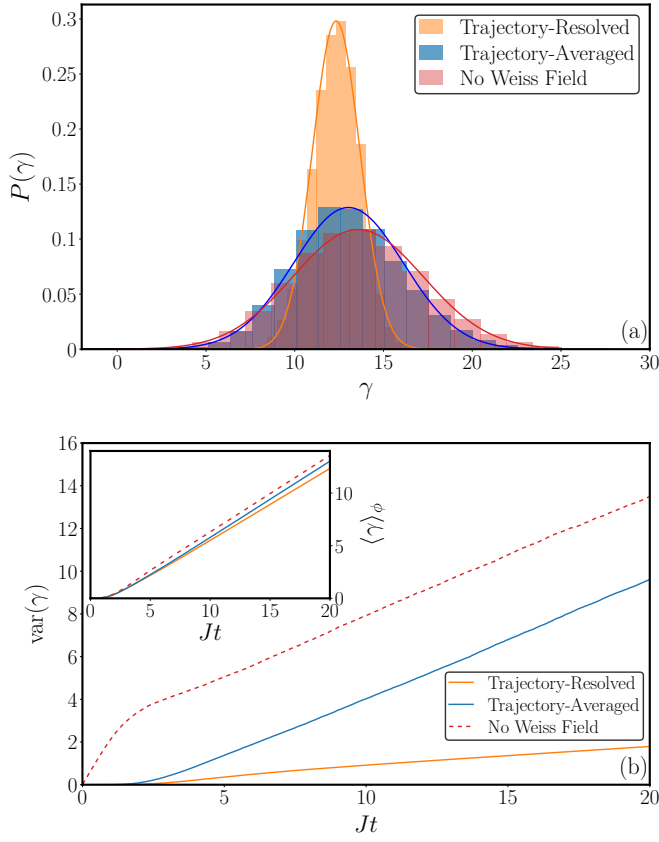 0.3
0.25
0.2
0.15
0.1
0.05
0
P(γ)
Trajectory-Resolved
Trajectory-Averaged
No Weiss Field
(a)
0 5 10 15 20 25 30
γ
16
14
12
10
8
6
4
2
0
var(γ)
10
5
0
⟨γ⟩ϕ
0 5 10 15 20
Jt
Trajectory-Resolved
Trajectory-Averaged
No Weiss Field
(b)
0 5 10 15 20
Jt